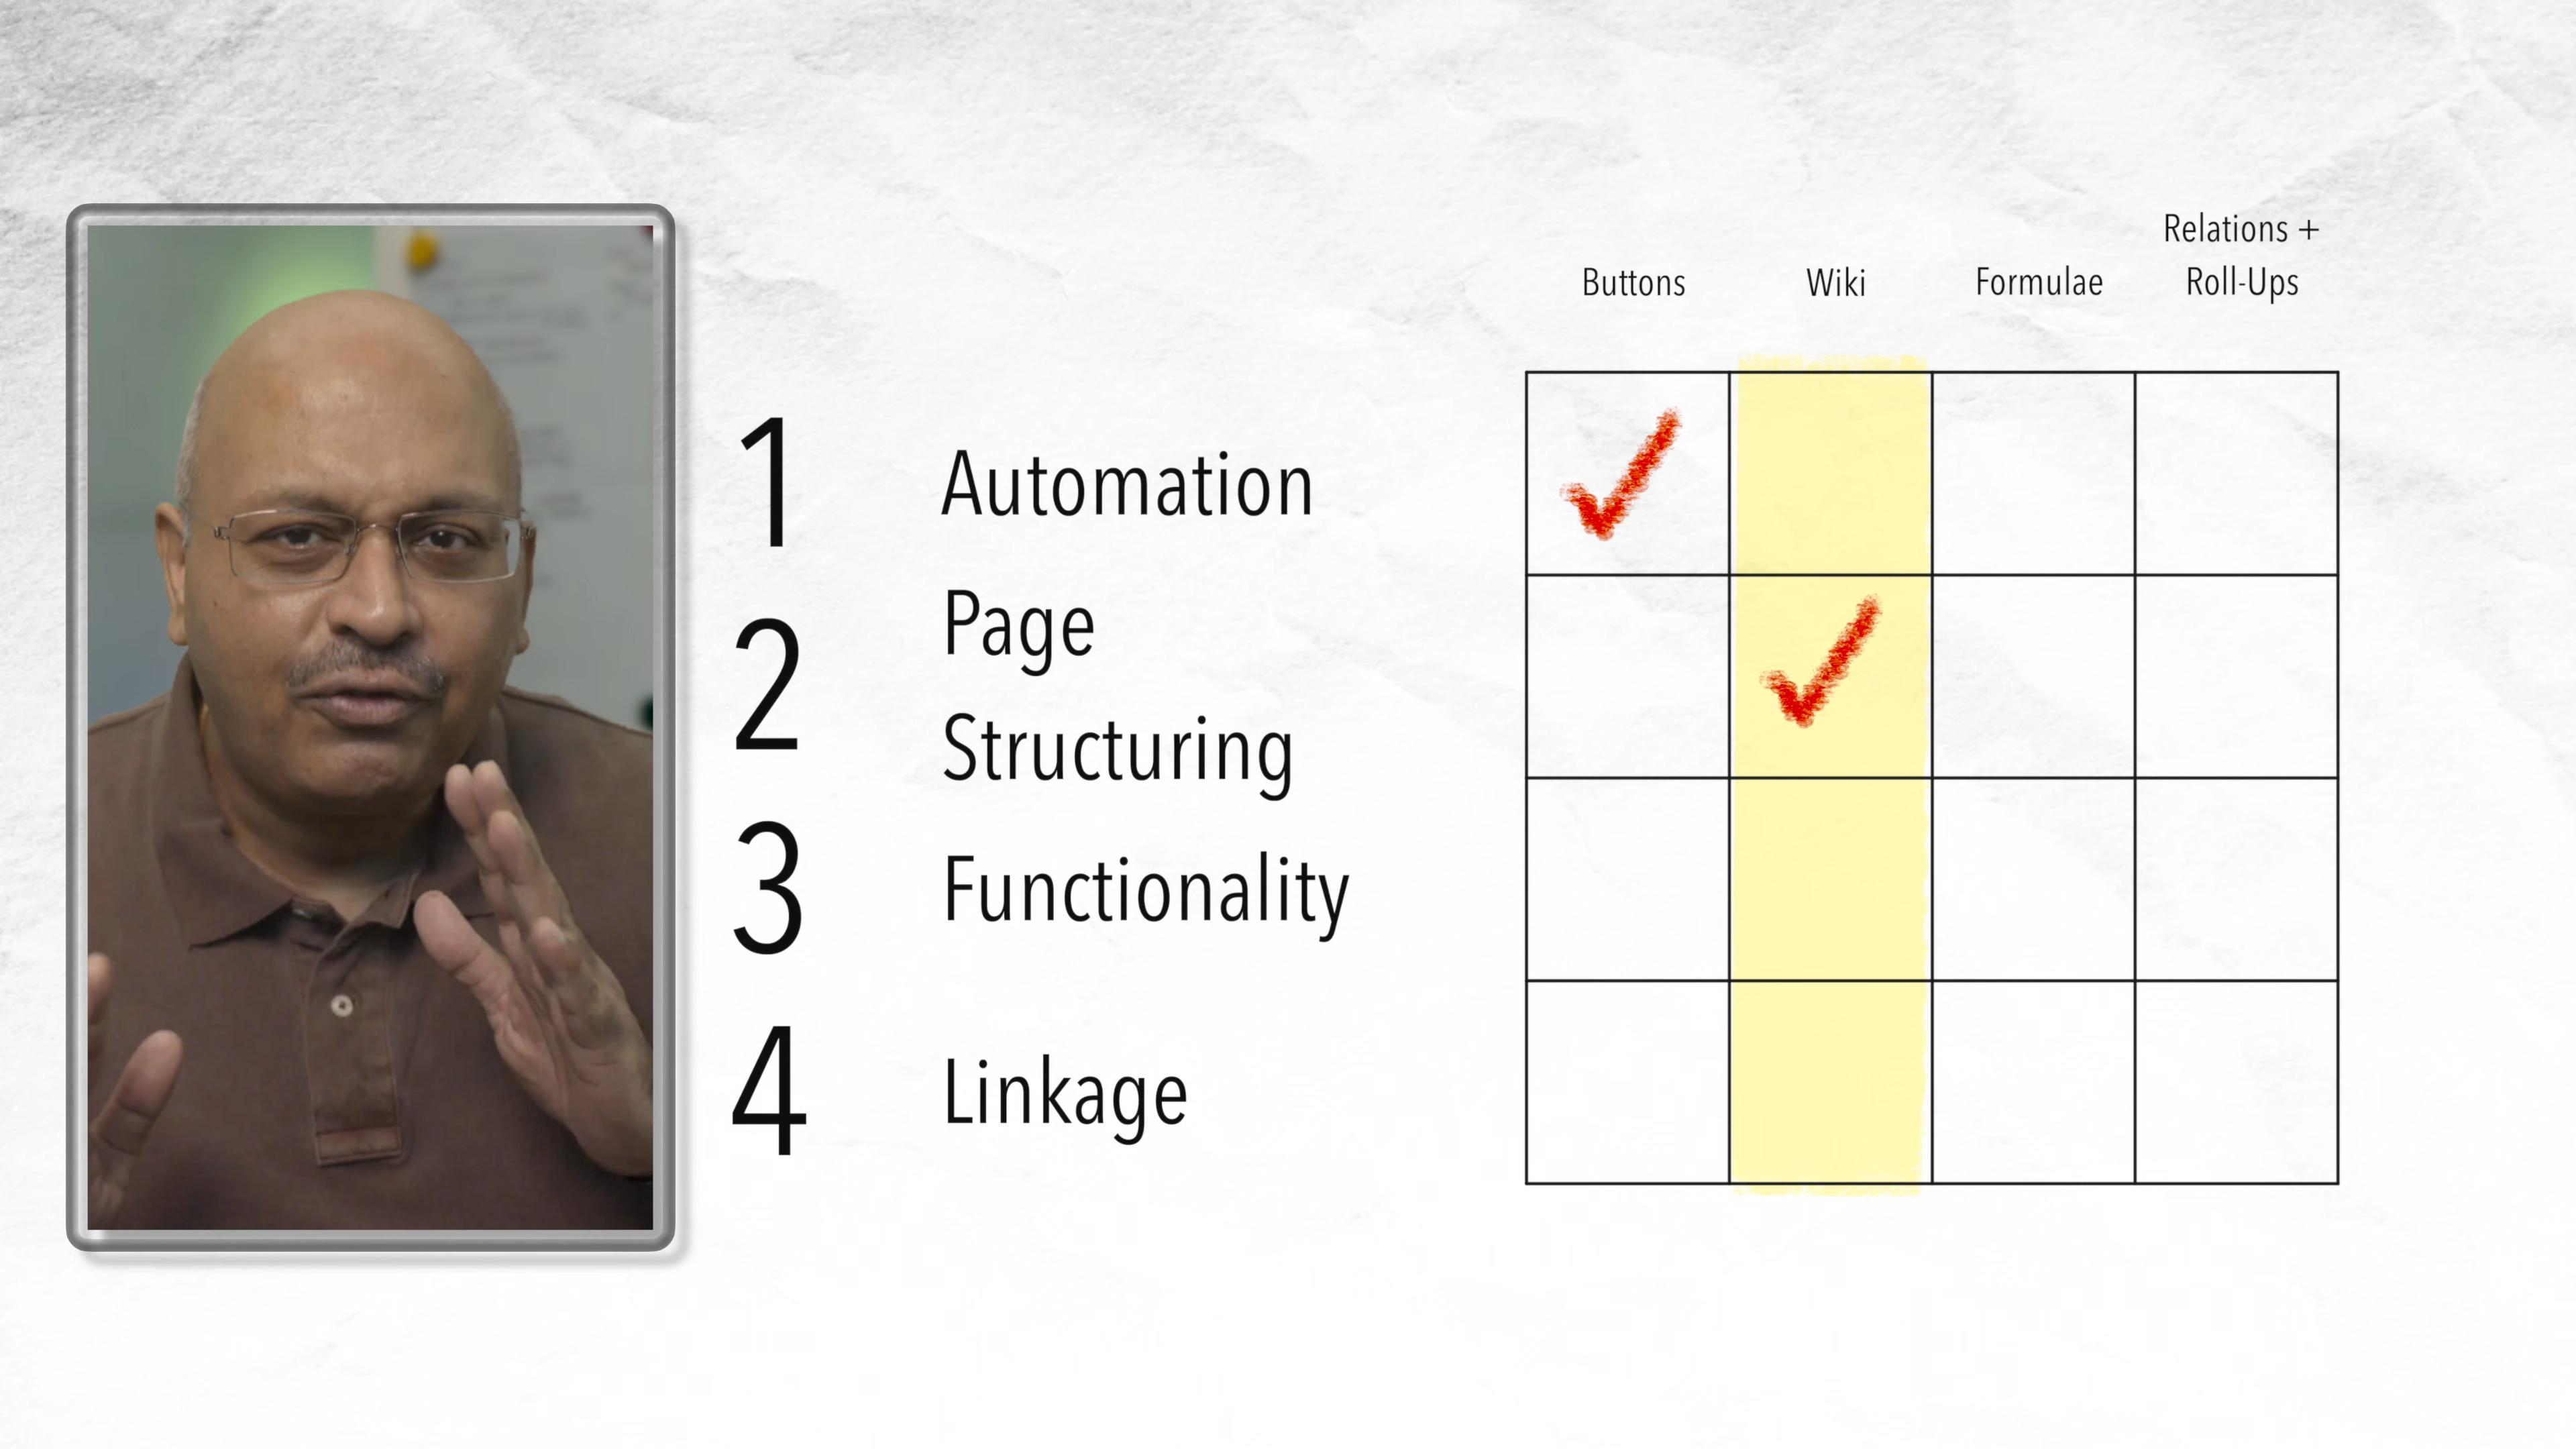 Relations +
Buttons Wiki Formulae Roll-Ups
1 Automation
2 Page
Structuring
3 Functionality
4 Linkage